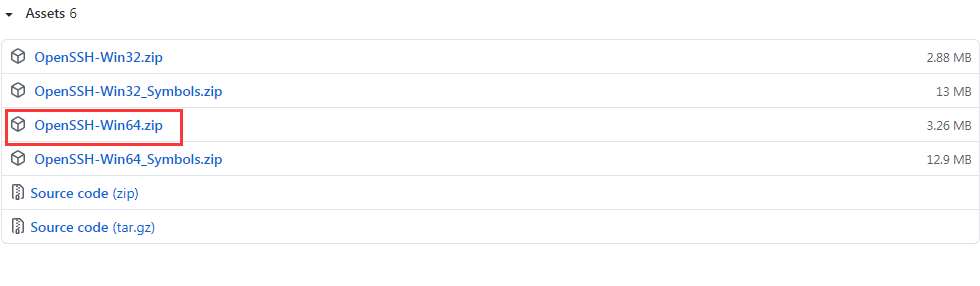 Assets 6
OpenSSH-Win32.zip 2.88 MB
OpenSSH-Win32_Symbols.zip 13 MB
OpenSSH-Win64.zip 3.26 MB
OpenSSH-Win64_Symbols.zip 12.9 MB
Source code (zip)
Source code (tar.gz)